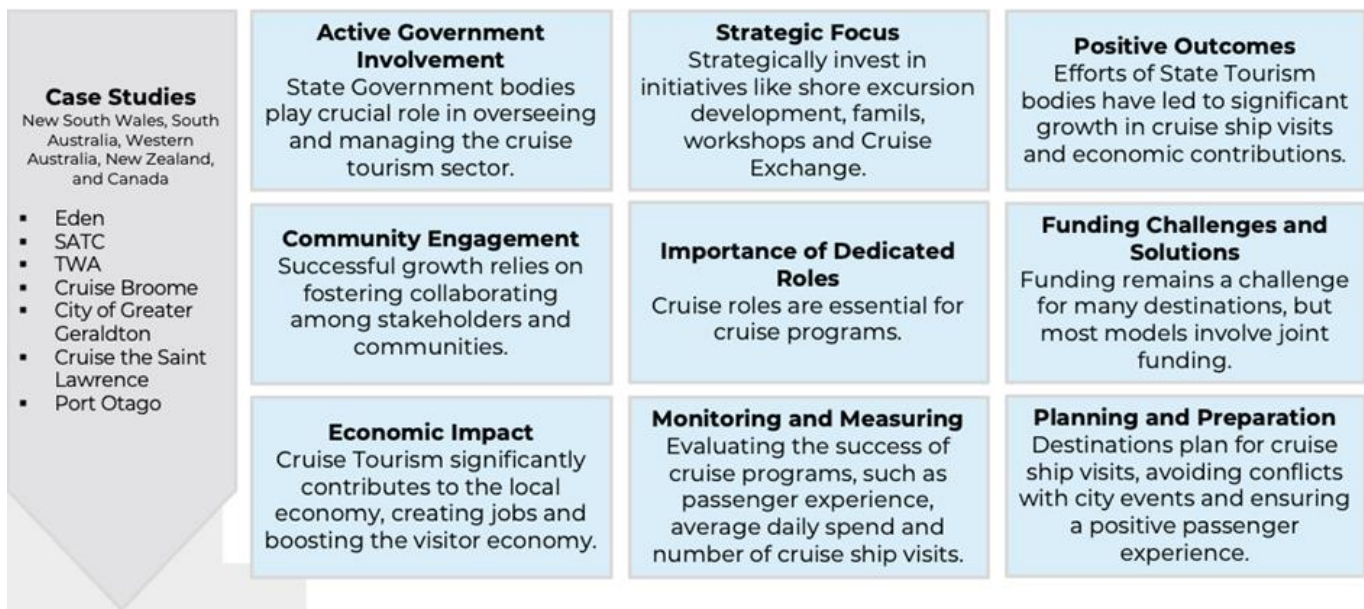 Case Studies
New South Wales, South
Australia, Western
Australia, New Zealand,
and Canada
▪ Eden
▪ SATC
▪ TWA
▪ Cruise Broome
▪ City of Greater
Geraldton
▪ Cruise the Saint
Lawrence
▪ Port Otago
Active Government
Involvement
State Government bodies
play crucial role in overseeing
and managing the cruise
tourism sector.
Strategic Focus
Strategically invest in
initiatives like shore excursion
development, famils,
workshops and Cruise
Exchange.
Positive Outcomes
Efforts of State Tourism
bodies have led to significant
growth in cruise ship visits
and economic contributions.
Community Engagement
Successful growth relies on
fostering collaborating
among stakeholders and
communities.
Importance of Dedicated
Roles
Cruise roles are essential for
cruise programs.
Funding Challenges and
Solutions
Funding remains a challenge
for many destinations, but
most models involve joint
funding.
Economic Impact
Cruise Tourism significantly
contributes to the local
economy, creating jobs and
boosting the visitor economy.
Monitoring and Measuring
Evaluating the success of
cruise programs, such as
passenger experience,
average daily spend and
number of cruise ship visits.
Planning and Preparation
Destinations plan for cruise
ship visits, avoiding conflicts
with city events and ensuring
a positive passenger
experience.